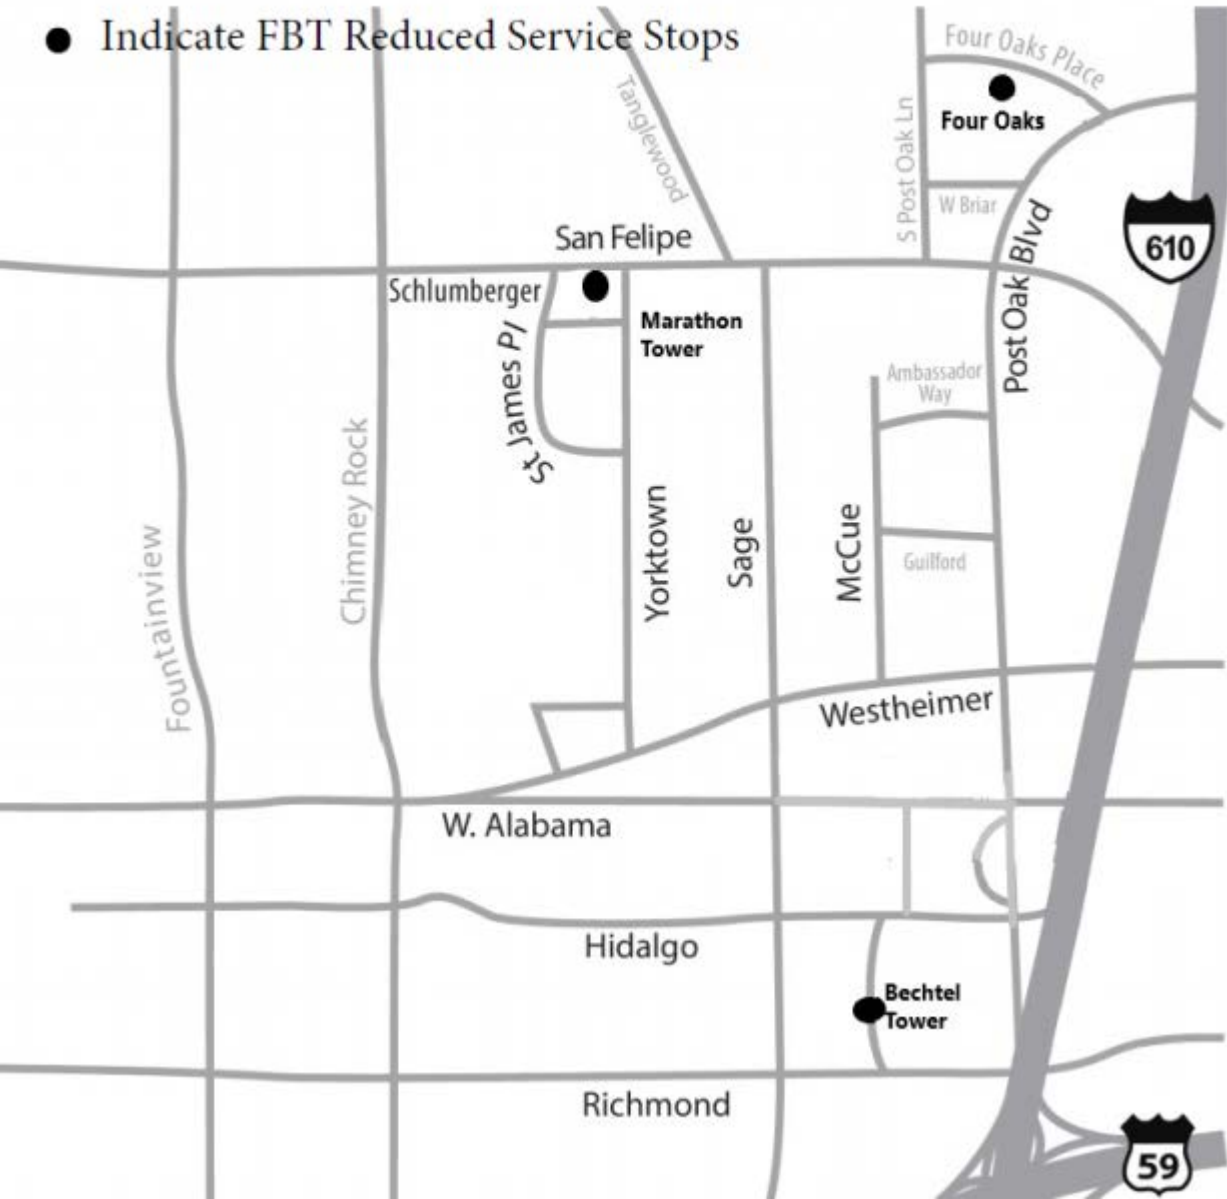 Indicate FBT Reduced Service Stops
Four Oaks Place
Tanglewood
Four Oaks
S Post Oak Ln
W Briar
San Felipe
610
Post Oak Blvd
Schlumberger
Marathon
Tower
St James Pl
Ambassador
Way
Chimney Rock
Yorktown
Sage
McCue
Guilford
Fountainview
Westheimer
W. Alabama
Hidalgo
Bechtel
Tower
Richmond
59